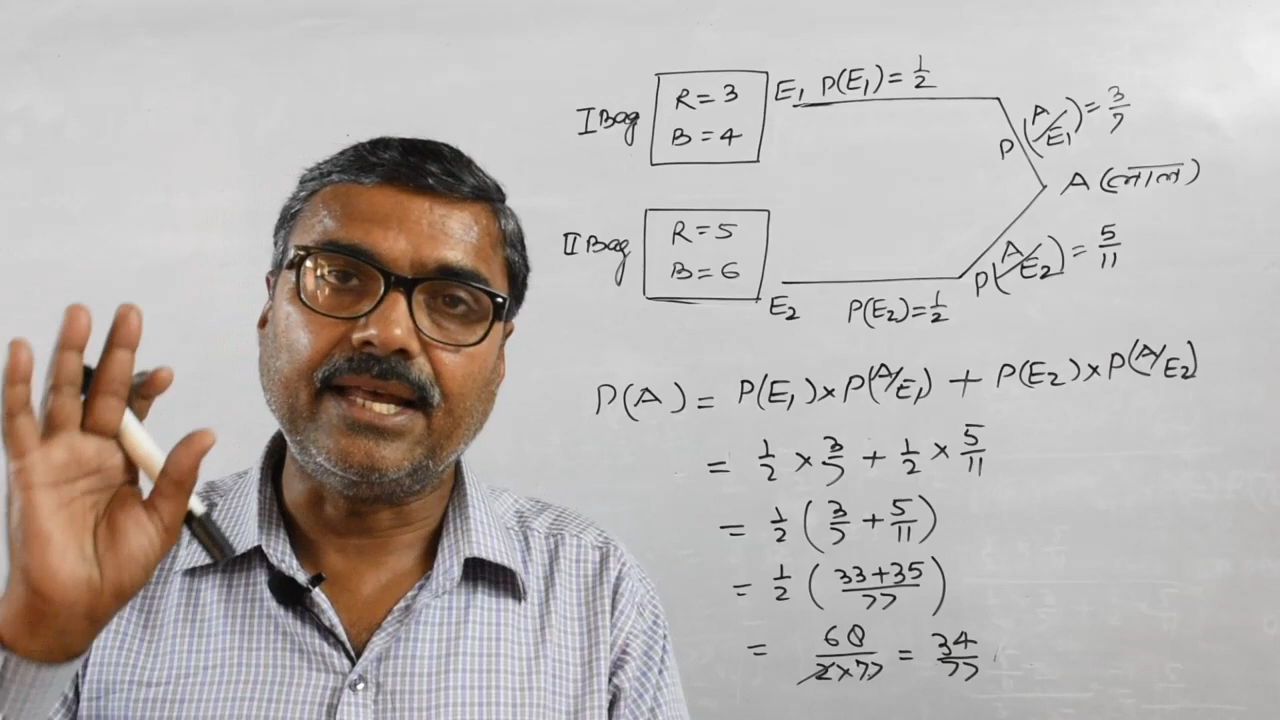 I Bag R = 3 B = 4
E₁ P(E₁) = 1/2
P(A/E₁) = 3/7
A (लाल)
II Bag R = 5 B = 6
E₂ P(E₂) = 1/2
P(A/E₂) = 5/11
P(A) = P(E₁) × P(A/E₁) + P(E₂) × P(A/E₂)
= 1/2 × 3/7 + 1/2 × 5/11
= 1/2 (3/7 + 5/11)
= 1/2 (33+35/77)
= 68/2×77 = 34/77